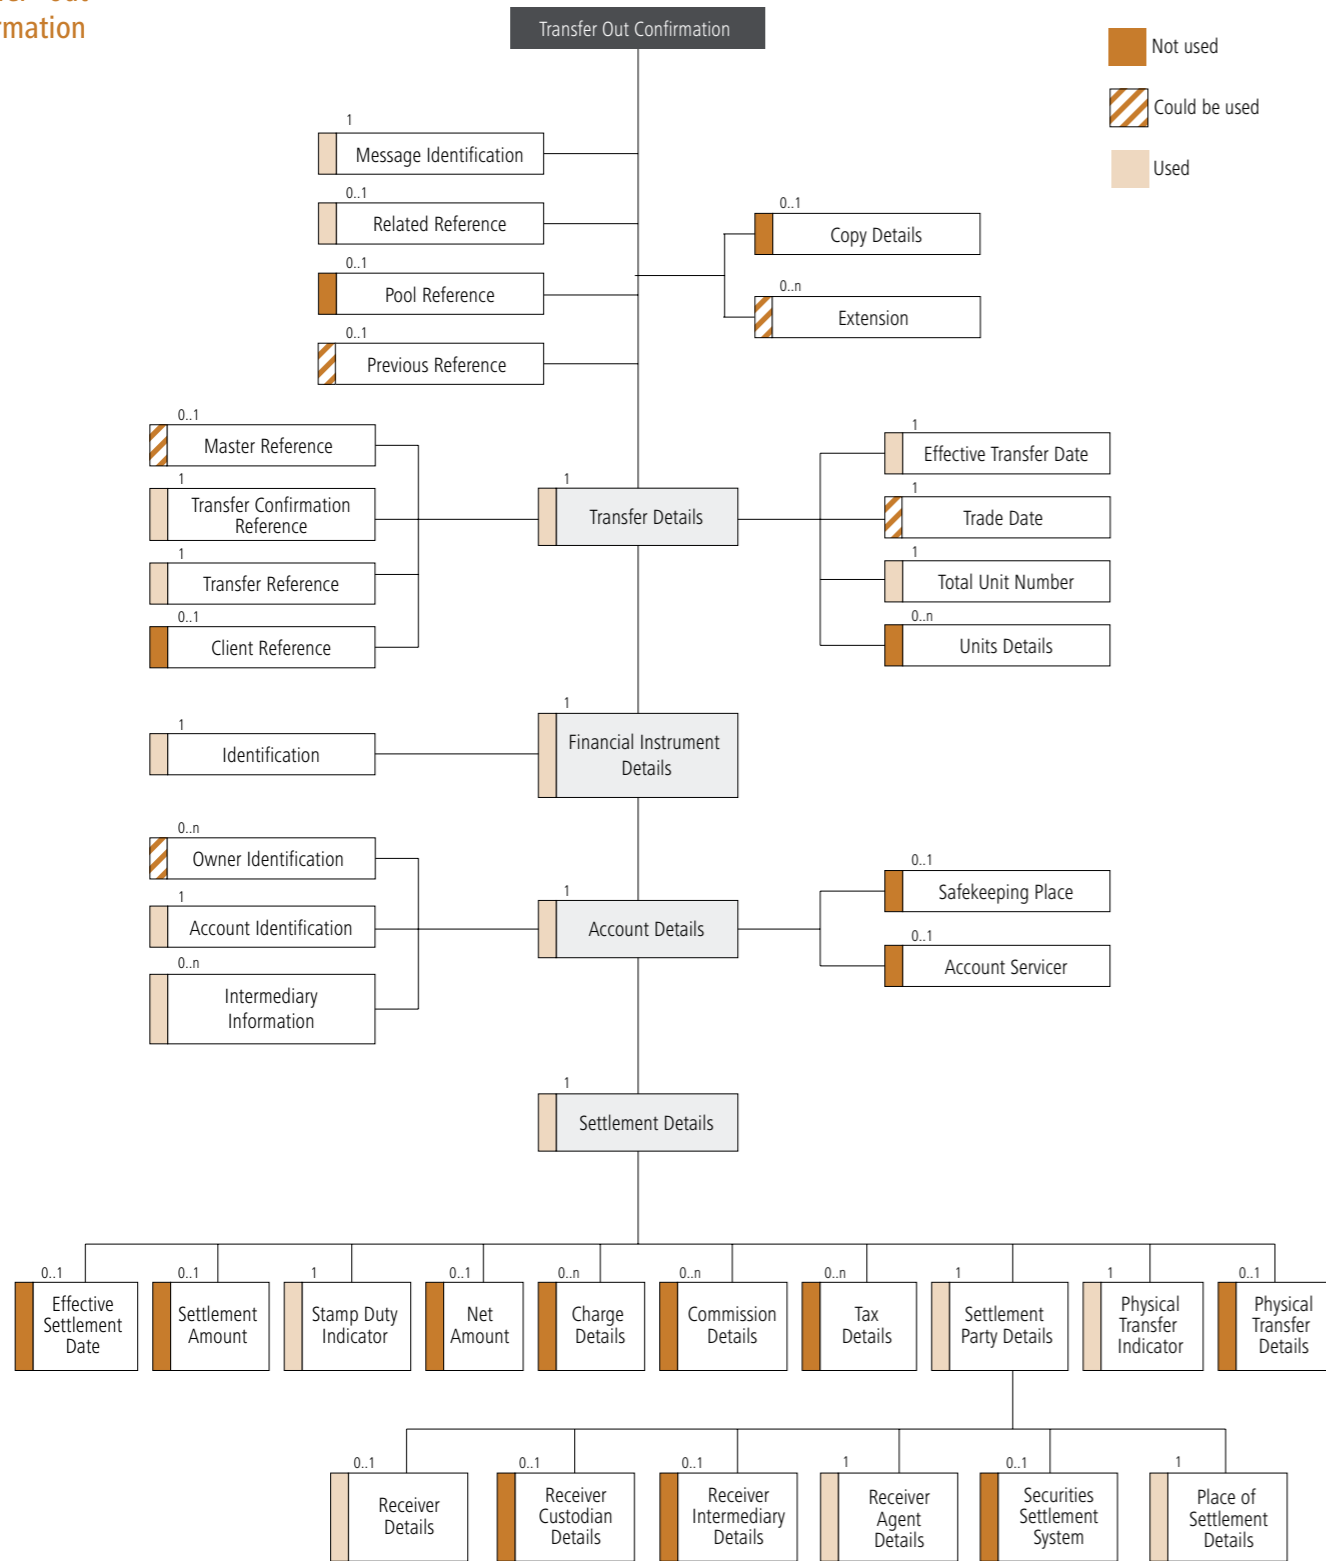 out
rmation
Transfer Out Confirmation
Not used
Could be used
Used
1
Message Identification
0..1
Related Reference
0..1
Pool Reference
0..1
Previous Reference
0..1
Copy Details
0..n
Extension
0..1
Master Reference
1
Transfer Confirmation
Reference
1
Transfer Reference
0..1
Client Reference
1
Transfer Details
1
Effective Transfer Date
1
Trade Date
1
Total Unit Number
0..n
Units Details
1
Identification
1
Financial Instrument
Details
0..n
Owner Identification
1
Account Identification
0..n
Intermediary
Information
1
Account Details
0..1
Safekeeping Place
0..1
Account Servicer
1
Settlement Details
0..1
Effective
Settlement
Date
0..1
Settlement
Amount
1
Stamp Duty
Indicator
0..1
Net
Amount
0..n
Charge
Details
0..n
Commission
Details
0..n
Tax
Details
1
Settlement
Party Details
1
Physical
Transfer
Indicator
0..1
Physical
Transfer
Details
0..1
Receiver
Details
0..1
Receiver
Custodian
Details
0..1
Receiver
Intermediary
Details
1
Receiver
Agent
Details
0..1
Securities
Settlement
System
1
Place of
Settlement
Details